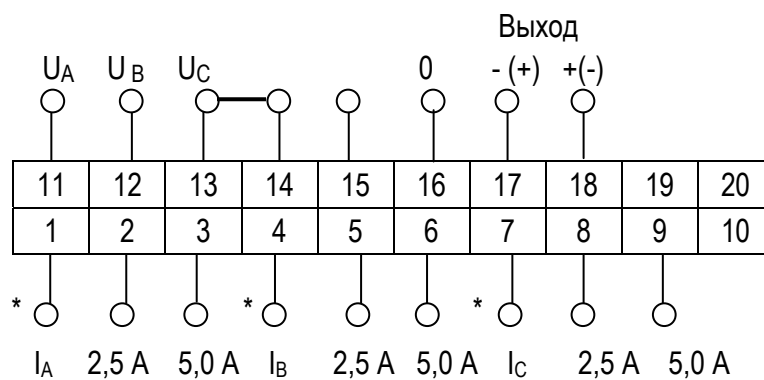 Выход
UA U B UC 0 - (+) +(-)
11 12 13 14 15 16 17 18 19 20
1 2 3 4 5 6 7 8 9 10
* * *
IA 2,5 A 5,0 A IB 2,5 A 5,0 A IC 2,5 A 5,0 A